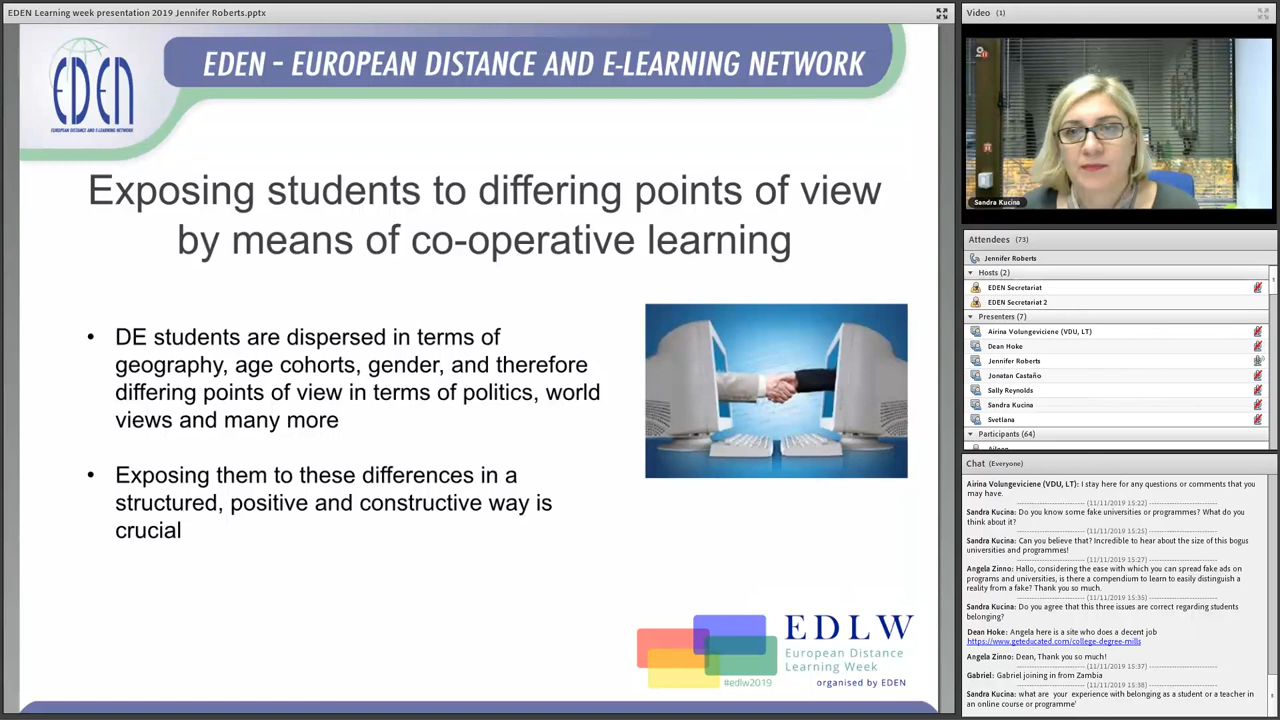 EDEN Learning week presentation 2019 Jennifer Roberts.pptx
EDEN
EUROPEAN DISTANCE AND E-LEARNING NETWORK
EDEN – EUROPEAN DISTANCE AND E-LEARNING NETWORK
Exposing students to differing points of view
by means of co-operative learning
• DE students are dispersed in terms of
geography, age cohorts, gender, and therefore
differing points of view in terms of politics, world
views and many more
• Exposing them to these differences in a
structured, positive and constructive way is
crucial
EDLW
European Distance
Learning Week
#edlw2019
organised by EDEN
Video (1)
Sandra Kucina
Attendees (73)
Jennifer Roberts
Hosts (2)
EDEN Secretariat
EDEN Secretariat 2
Presenters (7)
Airina Volungeviciene (VDU, LT)
Dean Hoke
Jennifer Roberts
Jonatan Castaño
Sally Reynolds
Sandra Kucina
Svetlana
Participants (64)
Chat (Everyone)
Airina Volungeviciene (VDU, LT): I stay here for any questions or comments that you
may have.
(11/11/2019 15:22)
Sandra Kucina: Do you know some fake universities or programmes? What do you
think about it?
(11/11/2019 15:25)
Sandra Kucina: Can you believe that? Incredible to hear about the size of this bogus
universities and programmes!
(11/11/2019 15:27)
Angela Zinno: Hallo, considering the ease with which you can spread fake ads on
programs and universities, is there a compendium to learn to easily distinguish a
reality from a fake? Thank you so much.
(11/11/2019 15:35)
Sandra Kucina: Do you agree that this three issues are correct regarding students
belonging?
Dean Hoke: Angela here is a site who does a decent job
https://www.geteducated.com/college-degree-mills
Angela Zinno: Dean, Thank you so much!
(11/11/2019 15:37)
Gabriel: Gabriel joining in from Zambia
(11/11/2019 15:38)
Sandra Kucina: what are your experience with belonging as a student or a teacher in
an online course or programme'